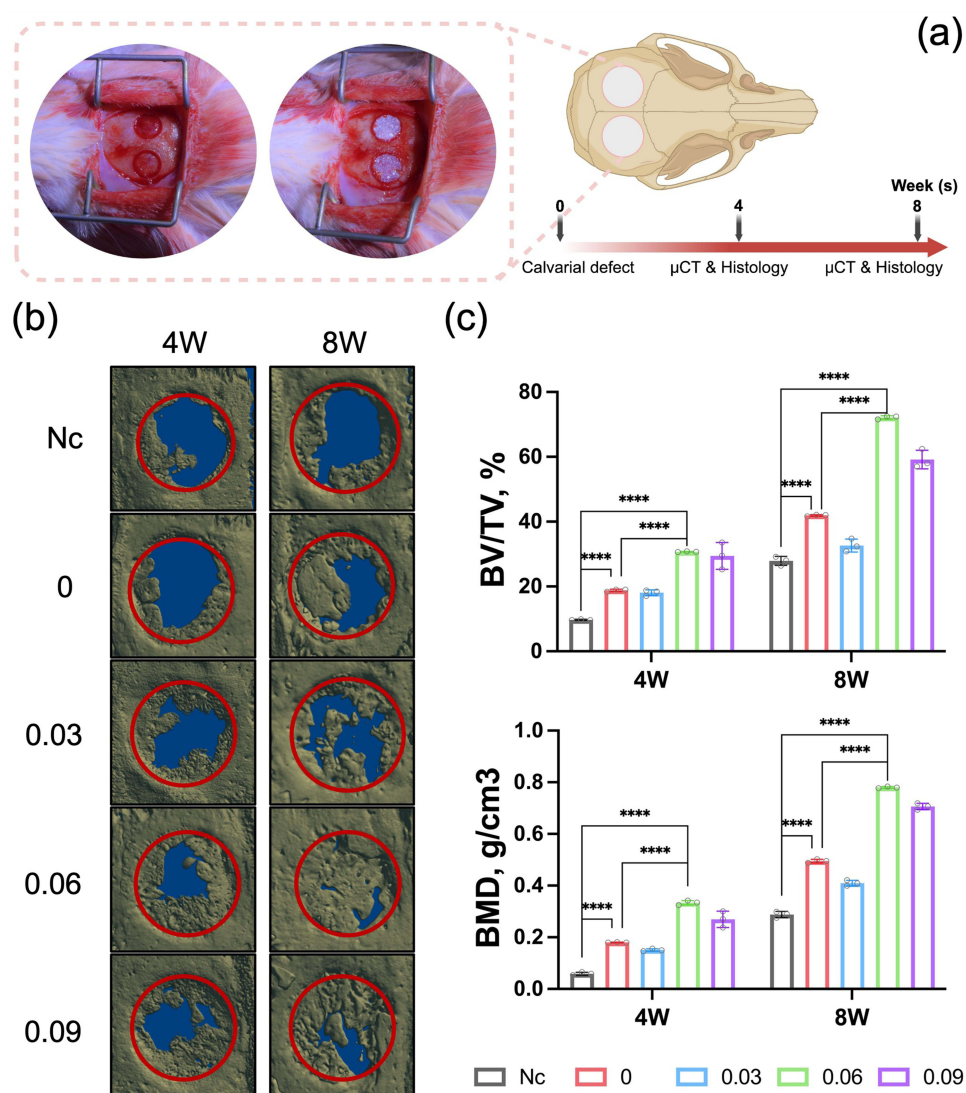 (a)
Week (s)
0 4 8
Calvarial defect µCT & Histology µCT & Histology
(b)
4W 8W
Nc
0
0.03
0.06
0.09
(c)
BV/TV, %
80
60
40
20
0
**** **** **** **** **** ****
4W 8W
BMD, g/cm3
1.0
0.8
0.6
0.4
0.2
0.0
**** **** **** **** **** ****
4W 8W
Nc 0 0.03 0.06 0.09